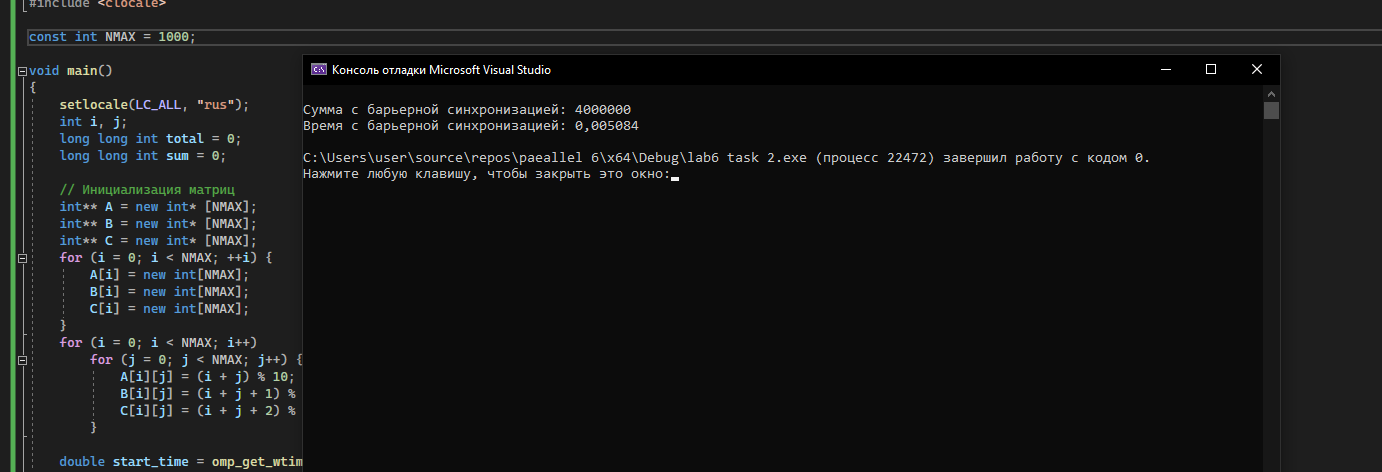 #include <clocale>
const int NMAX = 1000;
void main()
{
setlocale(LC_ALL, "rus");
int i, j;
long long int total = 0;
long long int sum = 0;
// Инициализация матриц
int** A = new int* [NMAX];
int** B = new int* [NMAX];
int** C = new int* [NMAX];
for (i = 0; i < NMAX; ++i) {
A[i] = new int[NMAX];
B[i] = new int[NMAX];
C[i] = new int[NMAX];
}
for (i = 0; i < NMAX; i++)
for (j = 0; j < NMAX; j++) {
A[i][j] = (i + j) % 10;
B[i][j] = (i + j + 1) %
C[i][j] = (i + j + 2) %
}
double start_time = omp_get_wtim
C:\ Консоль отладки Microsoft Visual Studio
Сумма с барьерной синхронизацией: 4000000
Время с барьерной синхронизацией: 0,005084
C:\Users\user\source\repos\paeallel 6\x64\Debug\lab6 task 2.exe (процесс 22472) завершил работу с кодом 0.
Нажмите любую клавишу, чтобы закрыть это окно: